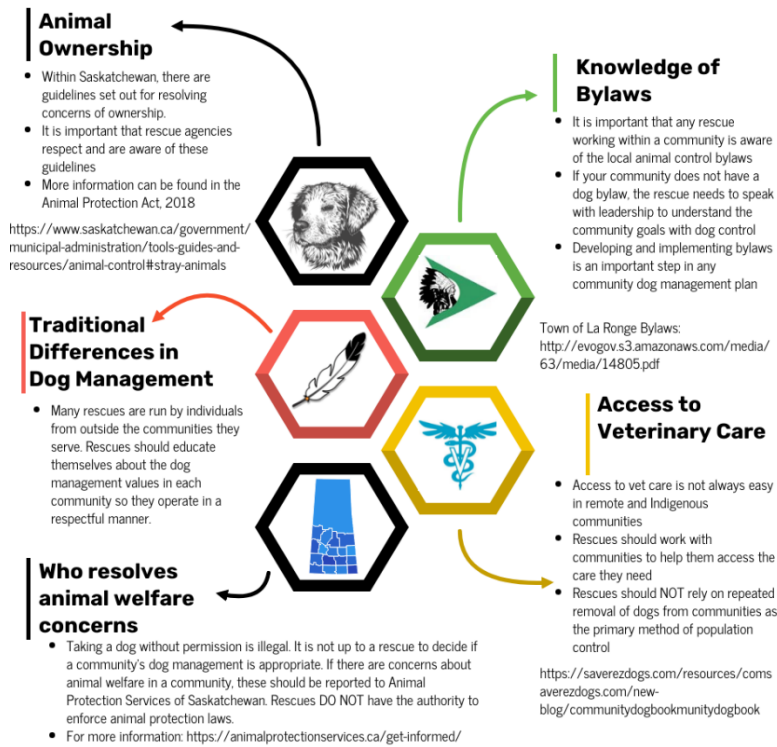 Animal
Ownership
• Within Saskatchewan, there are
guidelines set out for resolving
concerns of ownership.
• It is important that rescue agencies
respect and are aware of these
guidelines
• More information can be found in the
Animal Protection Act, 2018
https://www.saskatchewan.ca/government/
municipal-administration/tools-guides-and-
resources/animal-control#stray-animals
Knowledge of
Bylaws
• It is important that any rescue
working within a community is aware
of the local animal control bylaws
• If your community does not have a
dog bylaw, the rescue needs to speak
with leadership to understand the
community goals with dog control
• Developing and implementing bylaws
is an important step in any
community dog management plan
Town of La Ronge Bylaws:
http://evogov.s3.amazonaws.com/media/
63/media/14805.pdf
Traditional
Differences in
Dog Management
• Many rescues are run by individuals
from outside the communities they
serve. Rescues should educate
themselves about the dog
management values in each
community so they operate in a
respectful manner.
Access to
Veterinary Care
• Access to vet care is not always easy
in remote and Indigenous
communities
• Rescues should work with
communities to help them access the
care they need
• Rescues should NOT rely on repeated
removal of dogs from communities as
the primary method of population
control
https://saverezdogs.com/resources/coms
averezdogs.com/new-
blog/communitydogbookmunitydogbook
Who resolves
animal welfare
concerns
• Taking a dog without permission is illegal. It is not up to a rescue to decide if
a community's dog management is appropriate. If there are concerns about
animal welfare in a community, these should be reported to Animal
Protection Services of Saskatchewan. Rescues DO NOT have the authority to
enforce animal protection laws.
• For more information: https://animalprotectionservices.ca/get-informed/
V